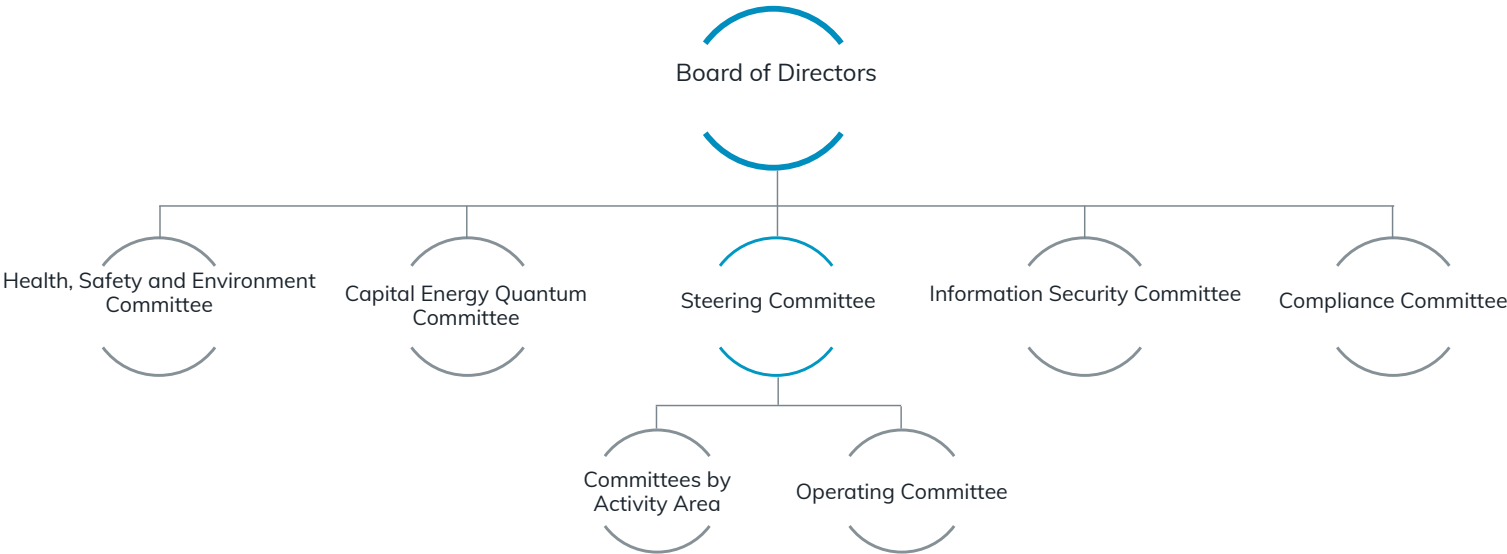 Board of Directors
Health, Safety and Environment
Committee
Capital Energy Quantum
Committee
Steering Committee
Information Security Committee
Compliance Committee
Committees by
Activity Area
Operating Committee